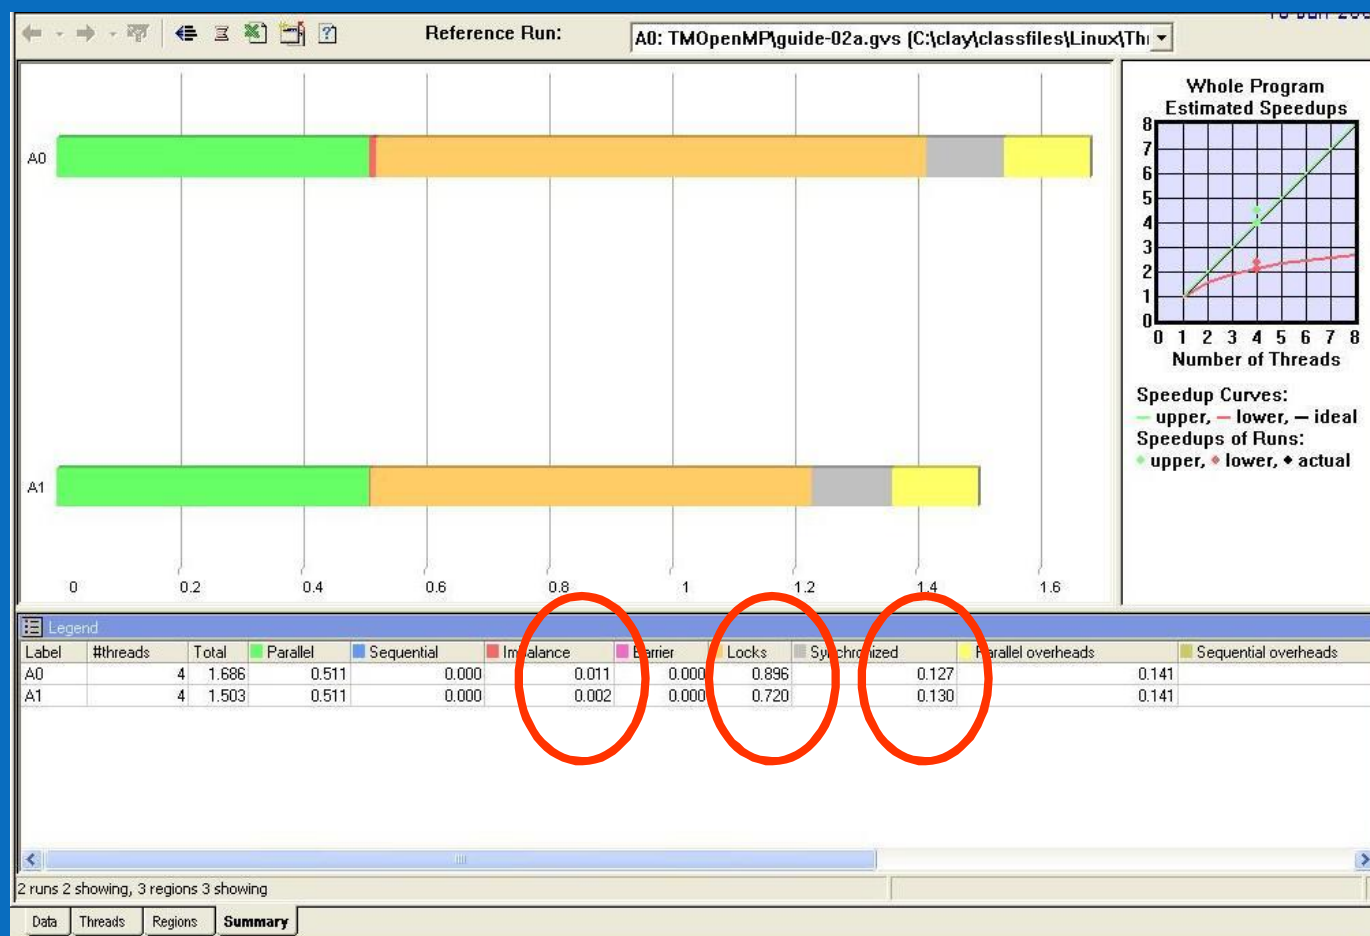 Reference Run:
A0: TMOpenMP\guide-02a.gvs (C:\clay\classfiles\Linux\Thr
A0
A1
0 0.2 0.4 0.6 0.8 1 1.2 1.4 1.6
Whole Program
Estimated Speedups
8
7
6
5
4
3
2
1
0
0 1 2 3 4 5 6 7 8
Number of Threads
Speedup Curves:
upper, lower, ideal
Speedups of Runs:
upper, lower, actual
Legend
Label #threads Total Parallel Sequential Imbalance Barrier Locks Synchronized Parallel overheads Sequential overheads
A0 4 1.686 0.511 0.000 0.011 0.000 0.896 0.127 0.141
A1 4 1.503 0.511 0.000 0.002 0.000 0.720 0.130 0.141
2 runs 2 showing, 3 regions 3 showing
Data Threads Regions Summary